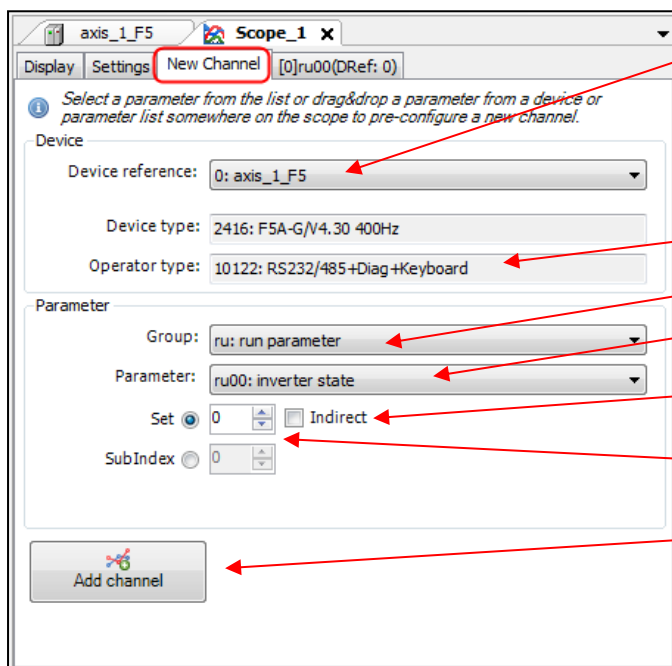 axis_1_F5 Scope_1 x
Display Settings New Channel [0]ru00(DRef: 0)
Select a parameter from the list or drag&drop a parameter from a device or
parameter list somewhere on the scope to pre-configure a new channel.
Device
Device reference: 0: axis_1_F5
Device type: 2416: F5A-G/V4.30 400Hz
Operator type: 10122: RS232/485+Diag+Keyboard
Parameter
Group: ru: run parameter
Parameter: ru00: inverter state
Set 0 Indirect
SubIndex 0
Add channel